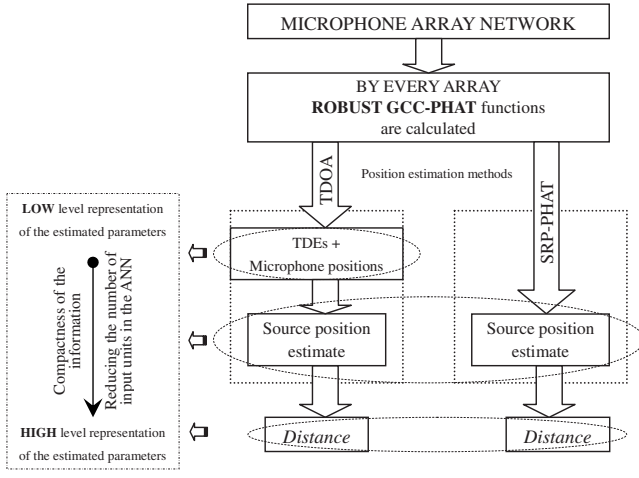 MICROPHONE ARRAY NETWORK
BY EVERY ARRAY
ROBUST GCC-PHAT functions
are calculated
TDOA
Position estimation methods
SRP-PHAT
LOW level representation
of the estimated parameters
Compactness of the
information
Reducing the number of
input units in the ANN
HIGH level representation
of the estimated parameters
TDEs +
Microphone positions
Source position
estimate
Source position
estimate
Distance
Distance